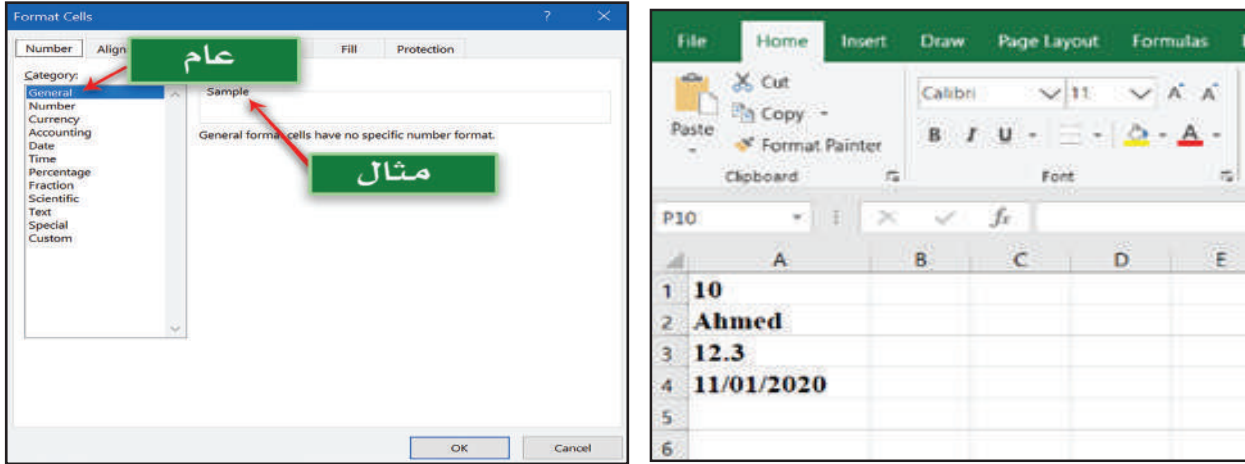 Format Cells ? ×
Number Align Fill Protection
عام
Category:
General
Number
Currency
Accounting
Date
Time
Percentage
Fraction
Scientific
Text
Special
Custom
Sample
General format cells have no specific number format.
مثال
OK Cancel
File Home Insert Draw Page Layout Formulas
Paste
Cut
Copy
Format Painter
Clipboard
Calibri 11 A A
B I U A
Font
P10 fx
A B C D E
1 10
2 Ahmed
3 12.3
4 11/01/2020
5
6